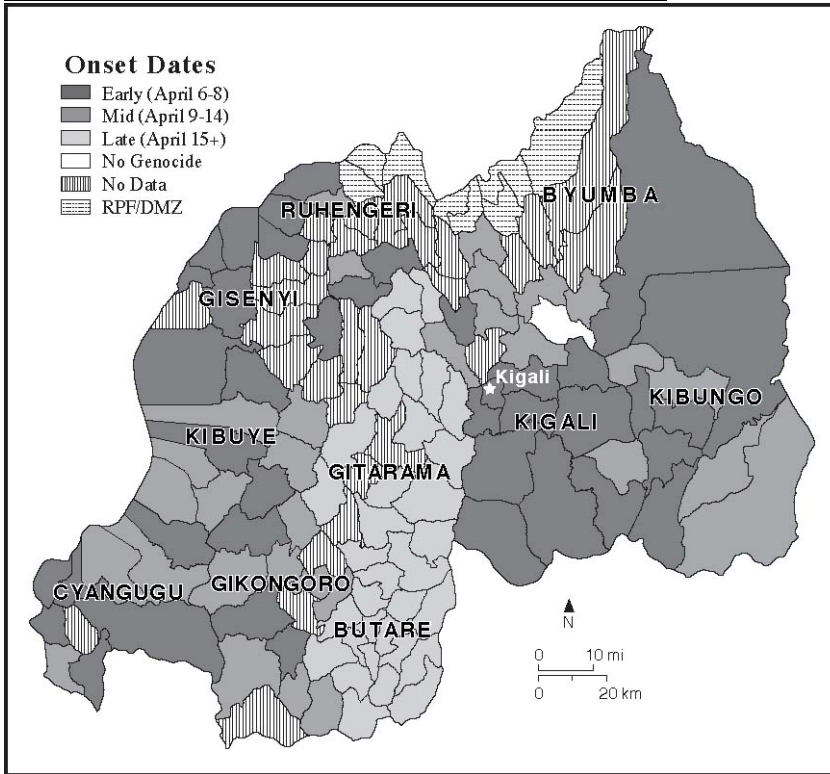 Onset Dates
Early (April 6-8)
Mid (April 9-14)
Late (April 15+)
No Genocide
No Data
RPF/DMZ
RUHENGERI
BYUMBA
GISENYI
Kigali
KIBUNGO
KIBUYE
KIGALI
GITARAMA
CYANGUGU
GIKONGORO
BUTARE
N
0 10 mi
0 20 km